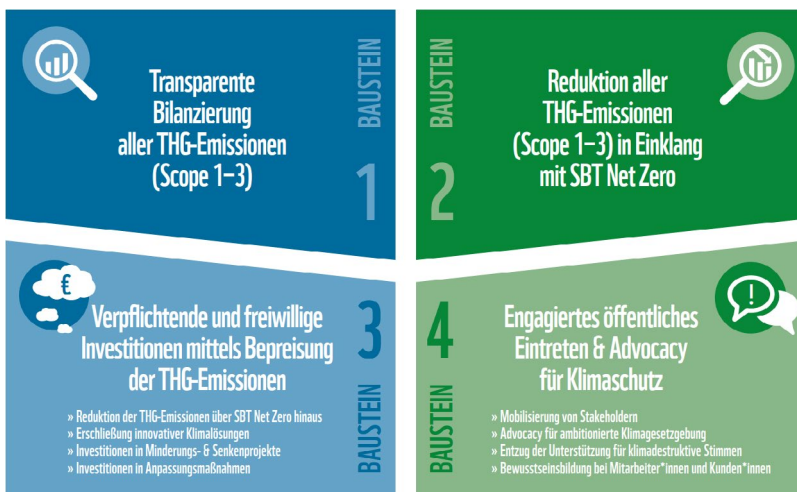 Transparente
Bilanzierung
aller THG-Emissionen
(Scope 1–3)
BAUSTEIN
1
BAUSTEIN
2
Reduktion aller
THG-Emissionen
(Scope 1–3) in Einklang
mit SBT Net Zero
€
Verpflichtende und freiwillige
Investitionen mittels Bepreisung
der THG-Emissionen
» Reduktion der THG-Emissionen über SBT Net Zero hinaus
» Erschließung innovativer Klimalösungen
» Investitionen in Minderungs- & Senkenprojekte
» Investitionen in Anpassungsmaßnahmen
3
BAUSTEIN
4
BAUSTEIN
!
Engagiertes öffentliches
Eintreten & Advocacy
für Klimaschutz
» Mobilisierung von Stakeholdern
» Advocacy für ambitionierte Klimagesetzgebung
» Entzug der Unterstützung für klimadestruktive Stimmen
» Bewusstseinsbildung bei Mitarbeiter*innen und Kunden*innen